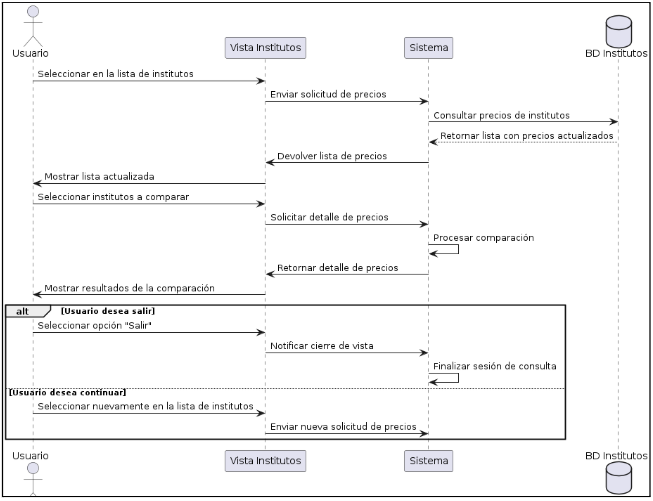 Usuario
Vista Institutos
Sistema
BD Institutos
Seleccionar en la lista de institutos
Enviar solicitud de precios
Consultar precios de institutos
Retornar lista con precios actualizados
Devolver lista de precios
Mostrar lista actualizada
Seleccionar institutos a comparar
Solicitar detalle de precios
Procesar comparación
Retornar detalle de precios
Mostrar resultados de la comparación
alt [Usuario desea salir]
Seleccionar opción "Salir"
Notificar cierre de vista
Finalizar sesión de consulta
[Usuario desea continuar]
Seleccionar nuevamente en la lista de institutos
Enviar nueva solicitud de precios
Usuario
Vista Institutos
Sistema
BD Institutos